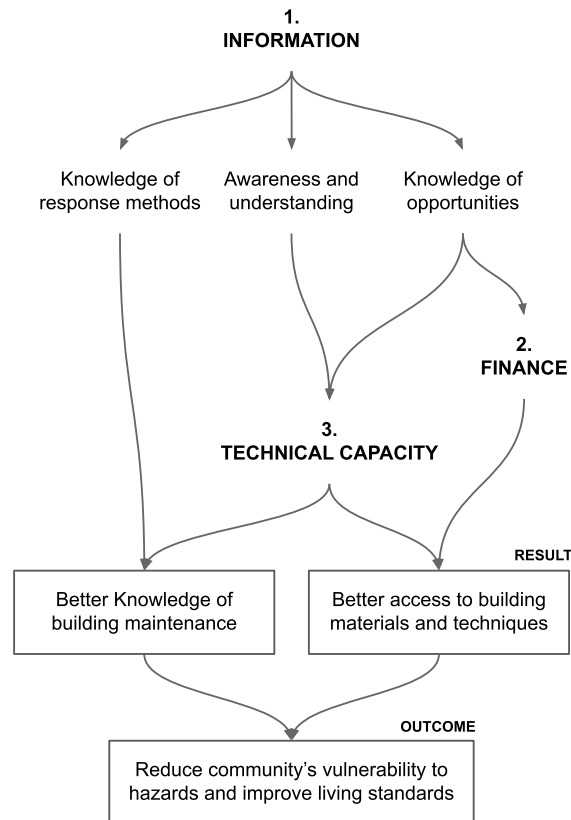 1.
INFORMATION
Knowledge of
response methods
Awareness and
understanding
Knowledge of
opportunities
2.
FINANCE
3.
TECHNICAL CAPACITY
RESULT
Better Knowledge of
building maintenance
Better access to building
materials and techniques
OUTCOME
Reduce community’s vulnerability to
hazards and improve living standards